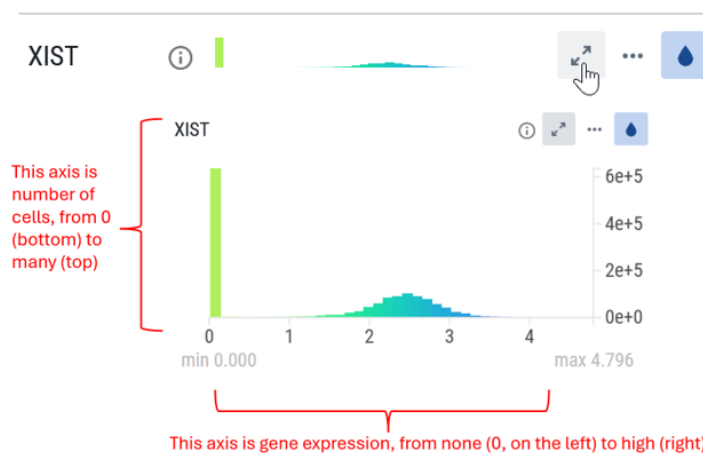 XIST
XIST
This axis is
number of
cells, from 0
(bottom) to
many (top)
6e+5
4e+5
2e+5
0e+0
0 1 2 3 4
min 0.000 max 4.796
This axis is gene expression, from none (0, on the left) to high (right)